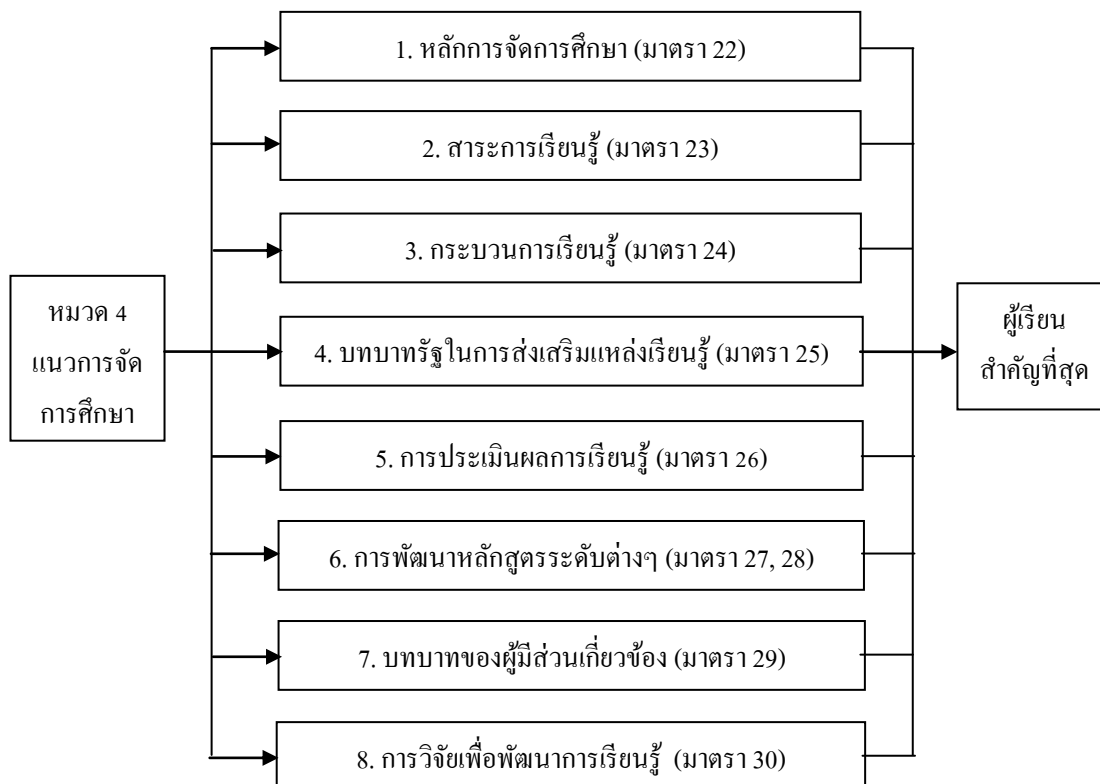 หมวด 4
แนวการจัด
การศึกษา
1. หลักการจัดการศึกษา (มาตรา 22)
2. สาระการเรียนรู้ (มาตรา 23)
3. กระบวนการเรียนรู้ (มาตรา 24)
4. บทบาทรัฐในการส่งเสริมแหล่งเรียนรู้ (มาตรา 25)
5. การประเมินผลการเรียนรู้ (มาตรา 26)
6. การพัฒนาหลักสูตรระดับต่างๆ (มาตรา 27, 28)
7. บทบาทของผู้มีส่วนเกี่ยวข้อง (มาตรา 29)
8. การวิจัยเพื่อพัฒนาการเรียนรู้ (มาตรา 30)
ผู้เรียน
สำคัญที่สุด